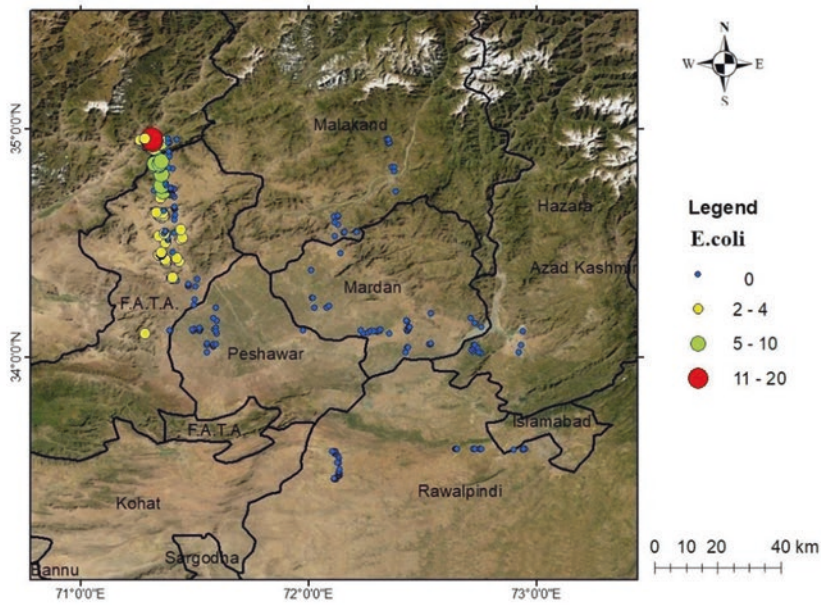 N
W E
S
35°0'0"N
34°0'0"N
Malakand
Hazara
Azad Kashmir
F.A.T.A.
Mardan
Peshawar
F.A.T.A.
Islamabad
Kohat
Rawalpindi
Sargodha
Bannu
71°0'0"E 72°0'0"E 73°0'0"E
Legend
E.coli
0
2 - 4
5 - 10
11 - 20
0 10 20 40 km